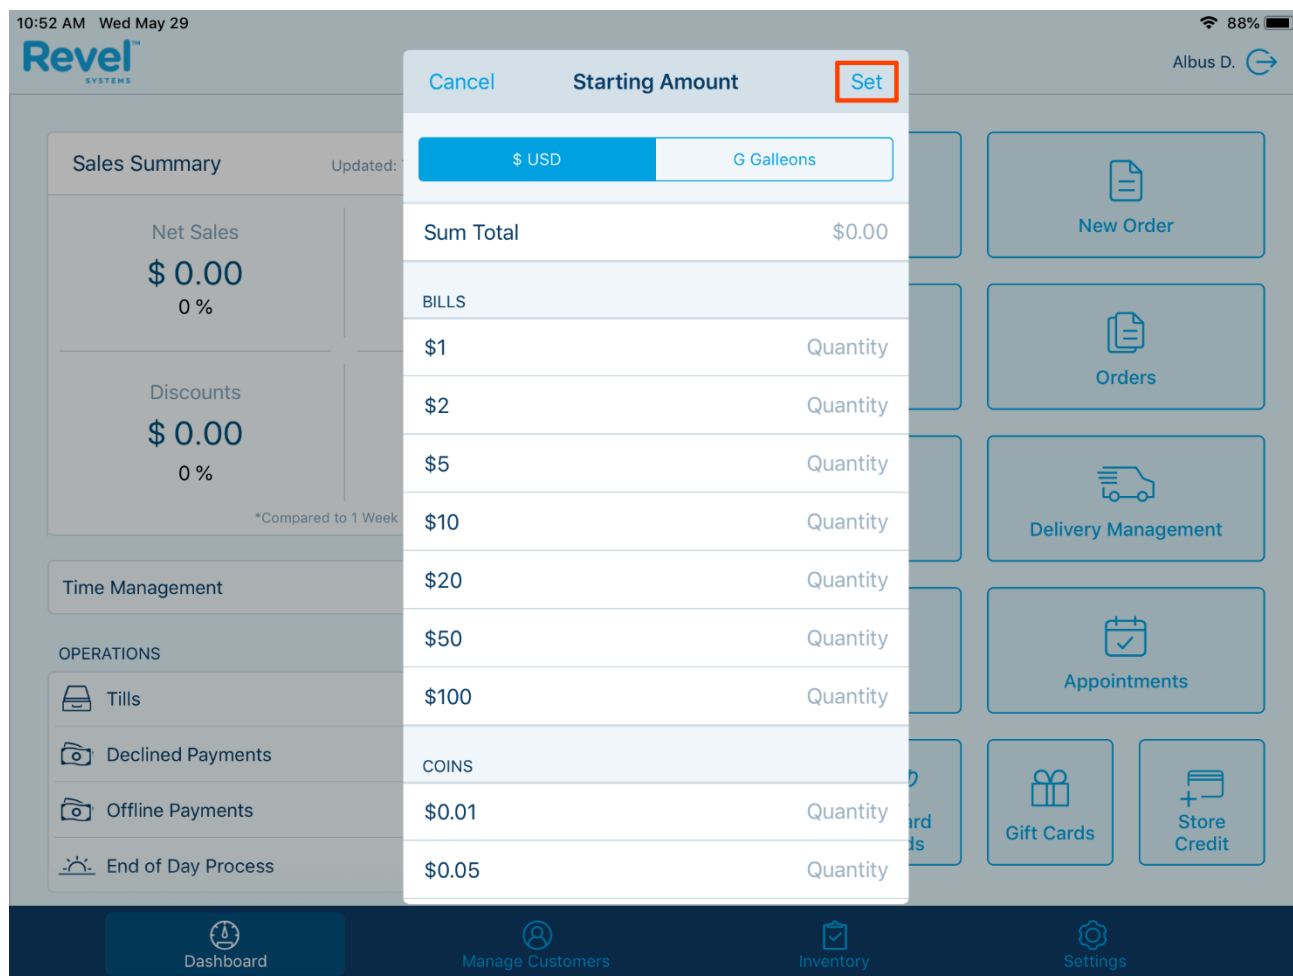 10:52 AM Wed May 29
88%
Revel™
SYSTEMS
Albus D.
Cancel
Starting Amount
Set
$ USD
G Galleons
Sum Total
$0.00
BILLS
$1
Quantity
$2
Quantity
$5
Quantity
$10
Quantity
$20
Quantity
$50
Quantity
$100
Quantity
COINS
$0.01
Quantity
$0.05
Quantity
Sales Summary
Updated:
Net Sales
$ 0.00
0 %
Discounts
$ 0.00
0 %
*Compared to 1 Week
Time Management
OPERATIONS
Tills
Declined Payments
Offline Payments
End of Day Process
New Order
Orders
Delivery Management
Appointments
Gift Cards
Store
Credit
Dashboard
Manage Customers
Inventory
Settings